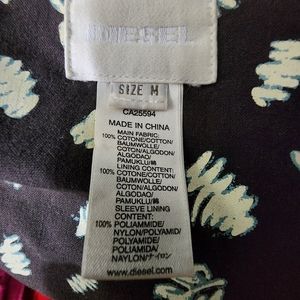 DIESEL
SIZE M
CA25594
MADE IN CHINA
MAIN FABRIC:
100% COTONE/COTTON/
BAUMWOLLE/
COTON/ALGODON/
ALGODAO/
PAMUKLU/綿
LINING CONTENT:
100% COTONE/COTTON/
BAUMWOLLE/
COTON/ALGODON/
ALGODAO/
PAMUKLU/綿
SLEEVE LINING
CONTENT:
100% POLIAMMIDE/
NYLON/POLYAMID/
POLYAMIDE/
POLIAMIDA/
NAYLON/ナイロン
www.diesel.com